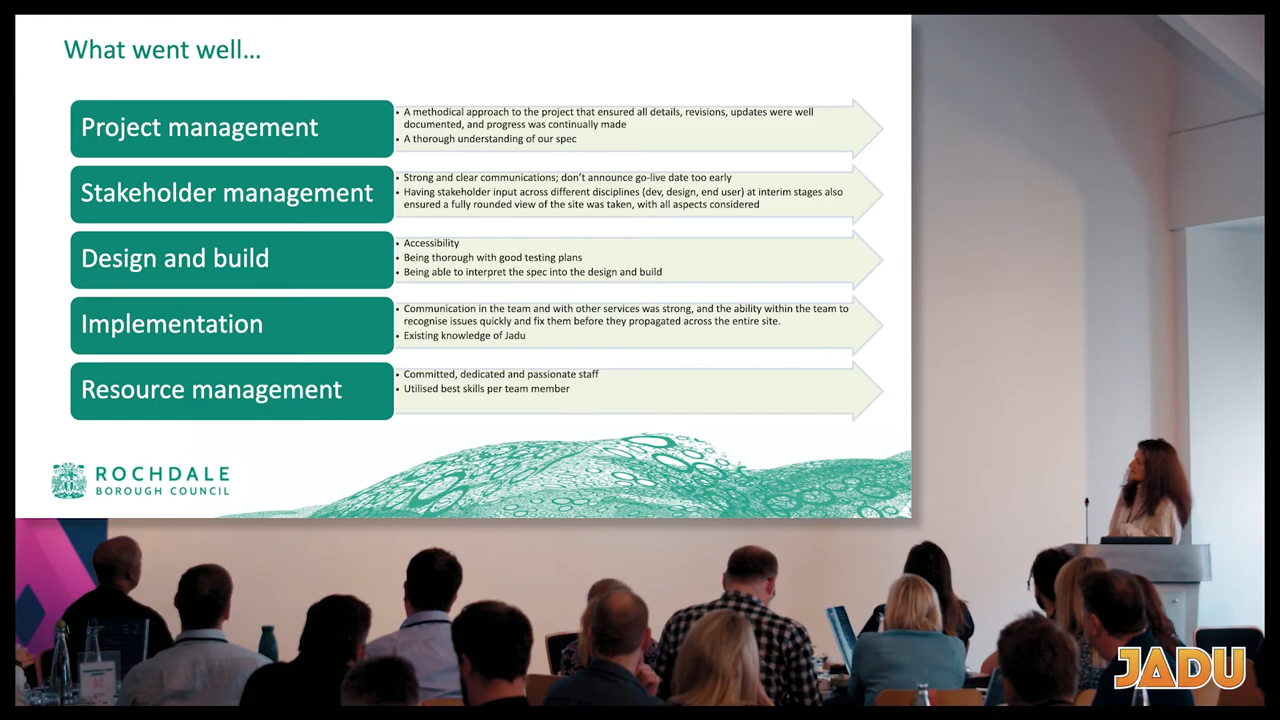 What went well...
Project management
• A methodical approach to the project that ensured all details, revisions, updates were well
documented, and progress was continually made
• A thorough understanding of our spec
Stakeholder management
• Strong and clear communications; don’t announce go-live date too early
• Having stakeholder input across different disciplines (dev, design, end user) at interim stages also
ensured a fully rounded view of the site was taken, with all aspects considered
Design and build
• Accessibility
• Being thorough with good testing plans
• Being able to interpret the spec into the design and build
Implementation
• Communication in the team and with other services was strong, and the ability within the team to
recognise issues quickly and fix them before they propagated across the entire site.
• Existing knowledge of Jadu
Resource management
• Committed, dedicated and passionate staff
• Utilised best skills per team member
ROCHDALE
BOROUGH COUNCIL
JADU